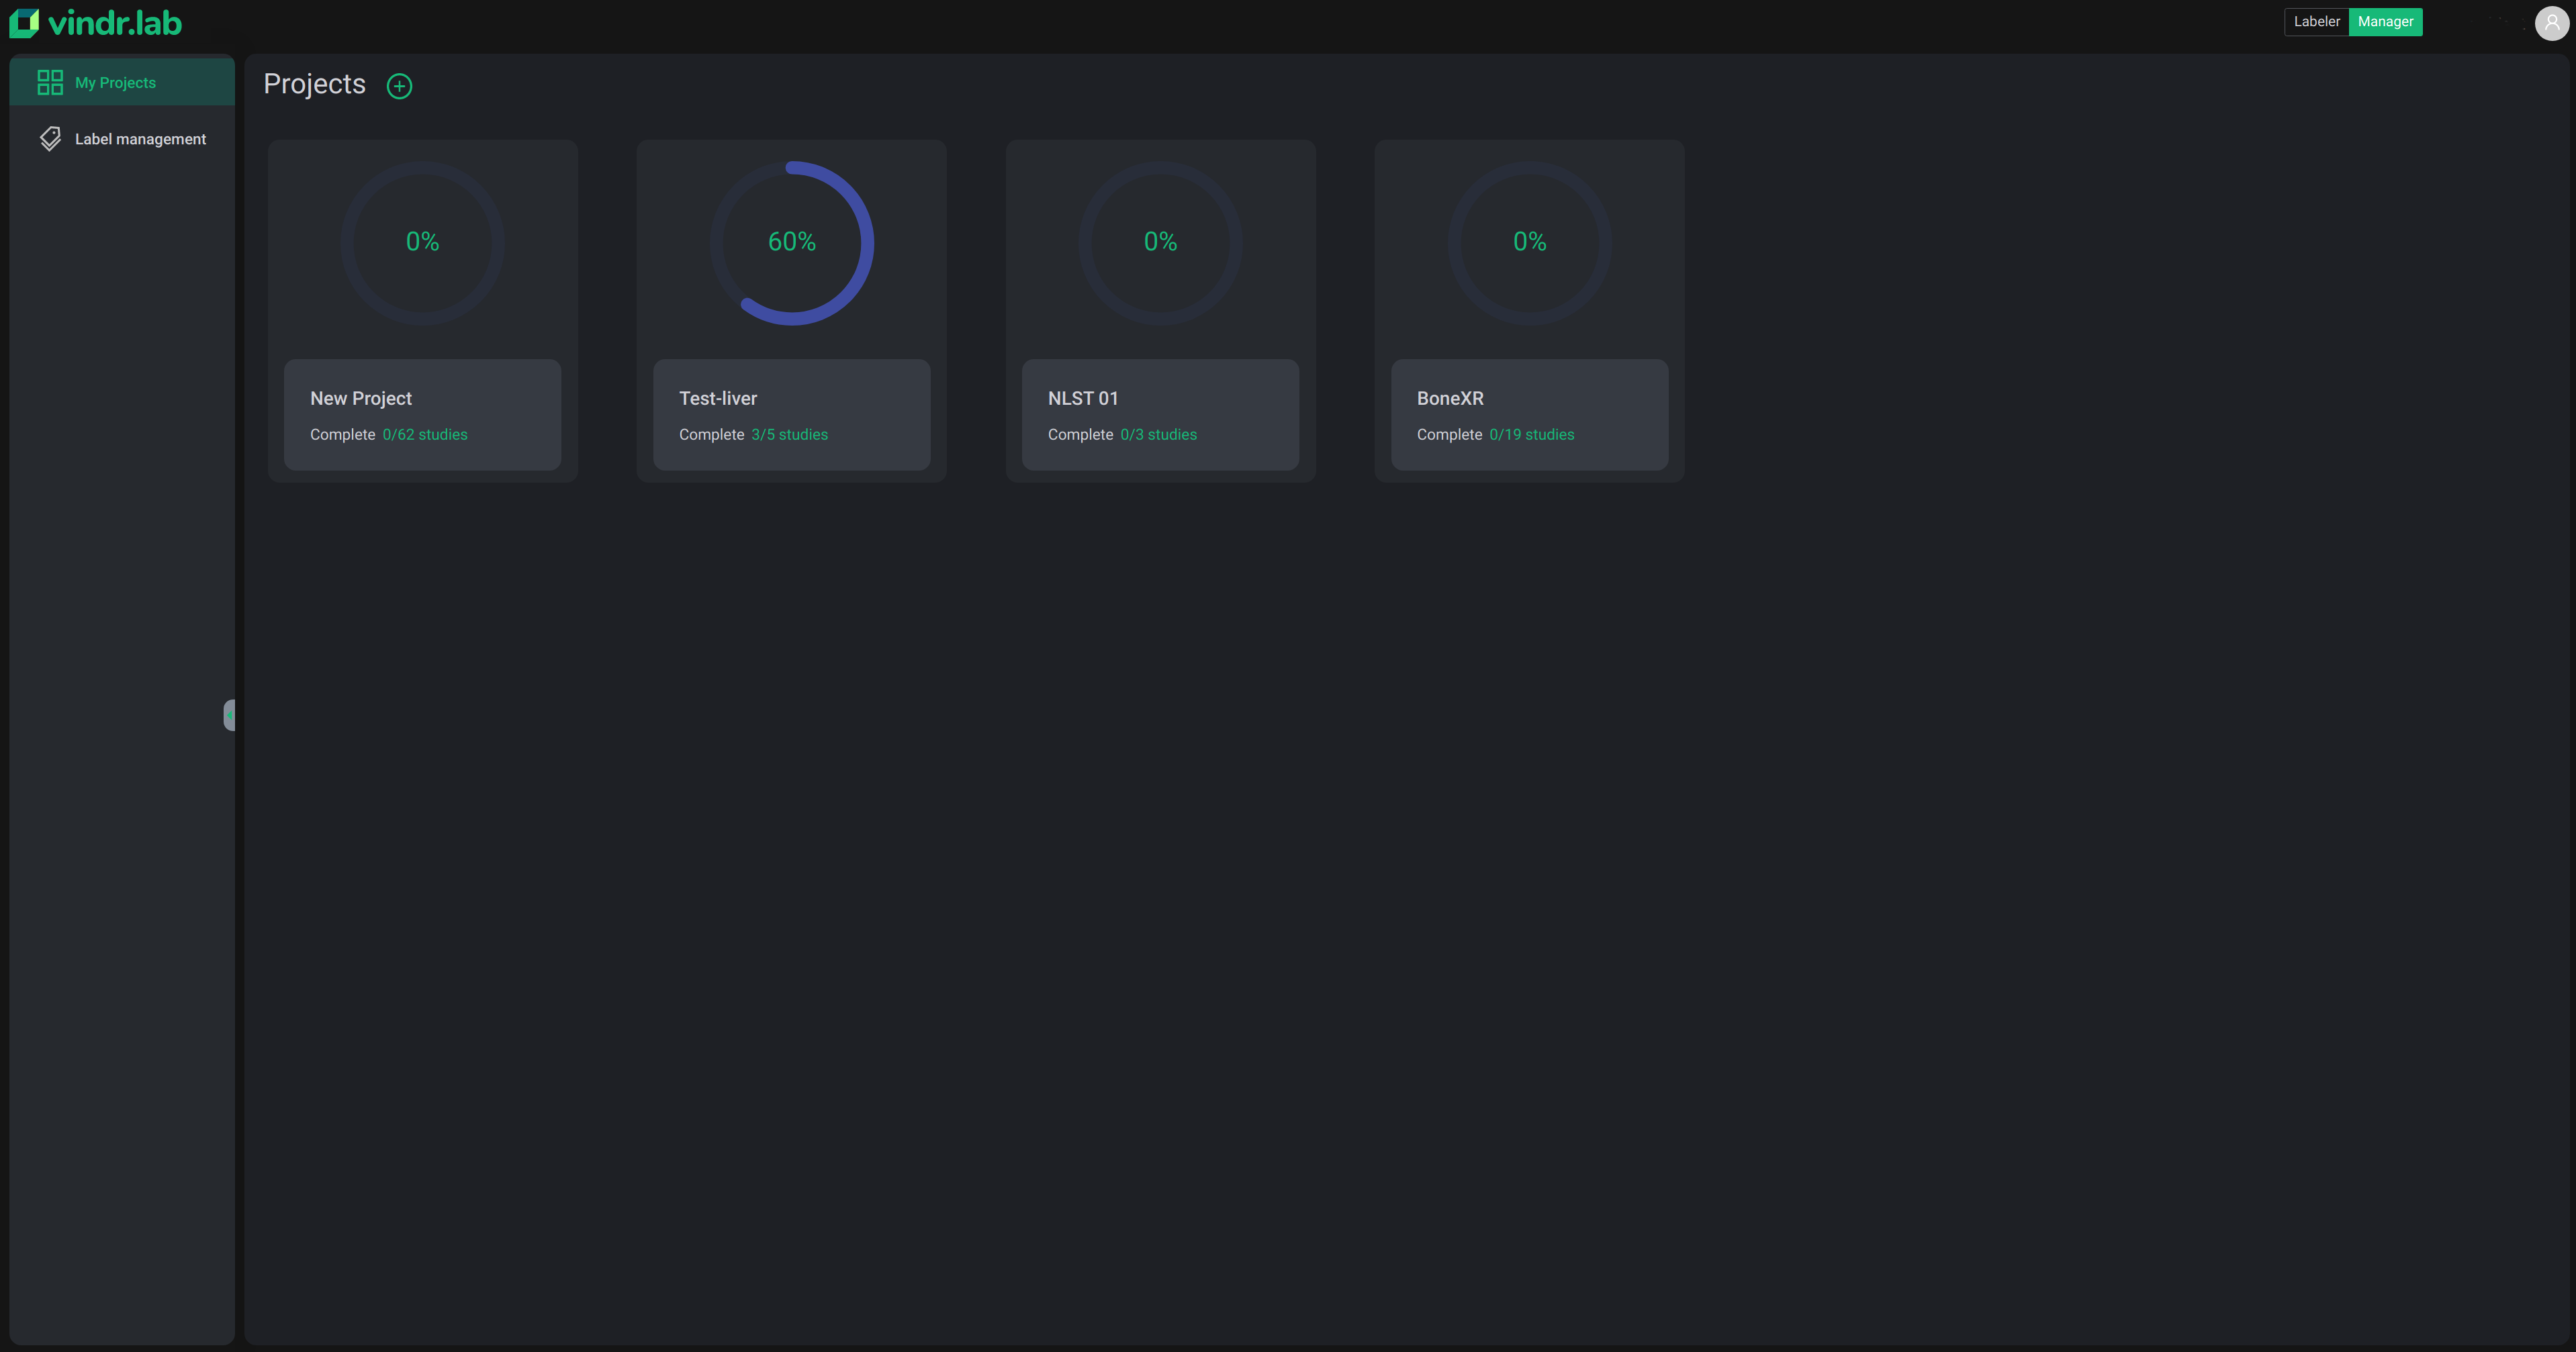 vindr.lab
Labeler Manager
My Projects
Label management
Projects
0%
New Project
Complete 0/62 studies
60%
Test-liver
Complete 3/5 studies
0%
NLST 01
Complete 0/3 studies
0%
BoneXR
Complete 0/19 studies